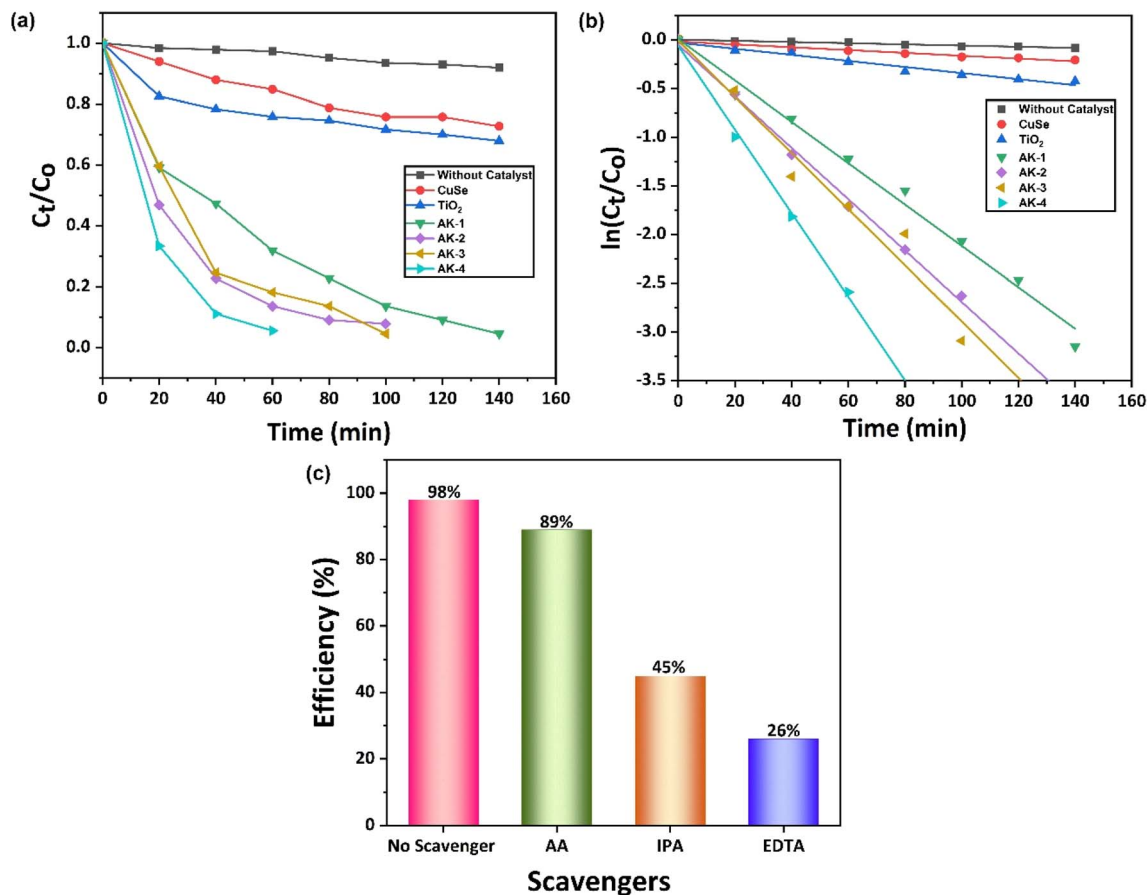 (a)
1.0
0.8
0.6
0.4
0.2
0.0
Ct/Co
Without Catalyst
CuSe
TiO2
AK-1
AK-2
AK-3
AK-4
0 20 40 60 80 100 120 140 160
Time (min)
(b)
0.0
-0.5
-1.0
-1.5
-2.0
-2.5
-3.0
-3.5
ln(Ct/Co)
Without Catalyst
CuSe
TiO2
AK-1
AK-2
AK-3
AK-4
0 20 40 60 80 100 120 140 160
Time (min)
(c)
100
80
60
40
20
0
Efficiency (%)
98%
89%
45%
26%
No Scavenger AA IPA EDTA
Scavengers